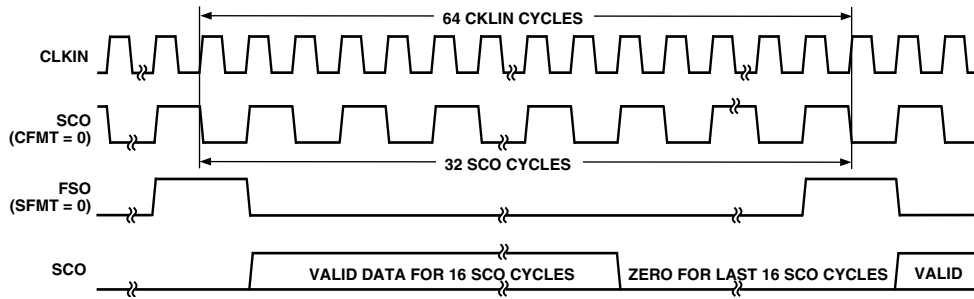 64 CKLIN CYCLES
CLKIN
SCO
(CFMT = 0)
32 SCO CYCLES
FSO
(SFMT = 0)
SCO
VALID DATA FOR 16 SCO CYCLES
ZERO FOR LAST 16 SCO CYCLES
VALID